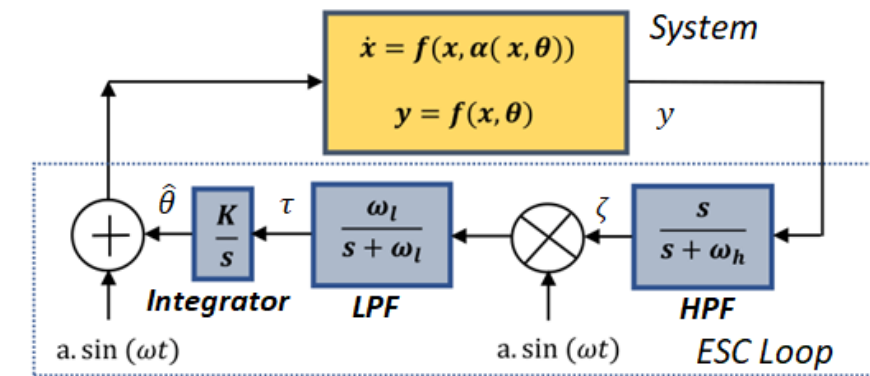 System
ẋ = f(x, α( x, θ))
y = f(x, θ)
y
θ̂
K
s
τ
ω_l
s + ω_l
ζ
s
s + ω_h
Integrator
LPF
HPF
a. sin (ωt)
a. sin (ωt)
ESC Loop